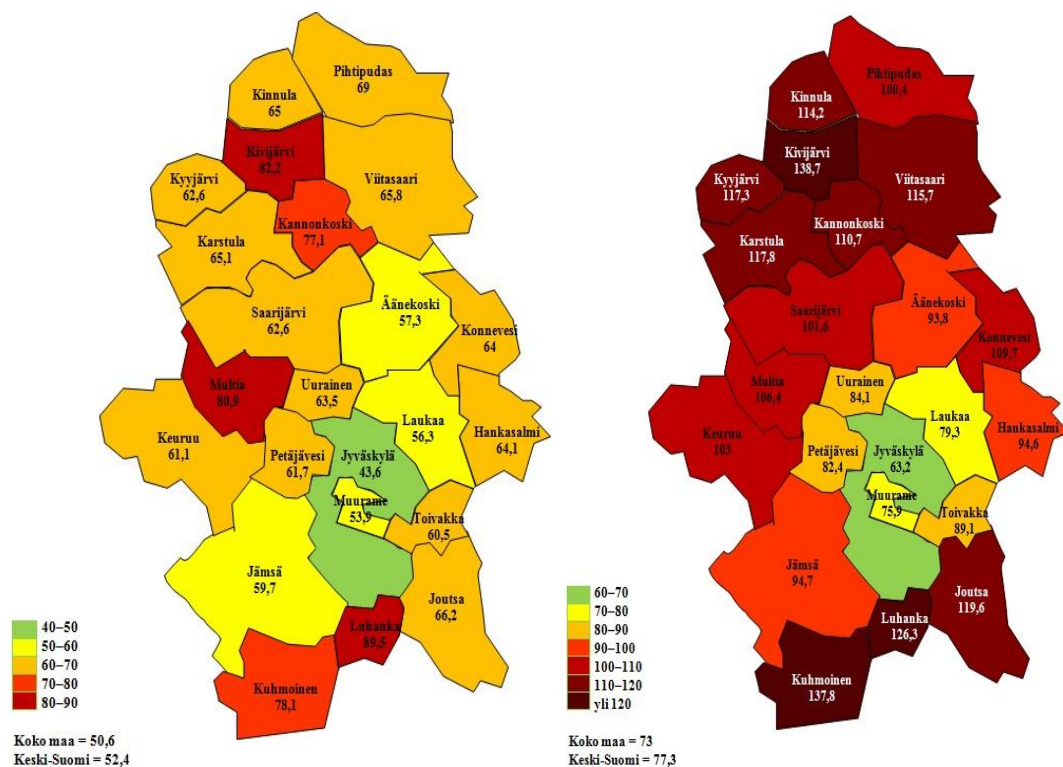 Pihtipudas
69
Kinnula
65
Kivijärvi
82,2
Kyyjärvi
62,6
Viitasaari
65,8
Kannonkoski
77,1
Karstula
65,1
Saarijärvi
62,6
Äänekoski
57,3
Konnevesi
64
Multia
80,9
Uurainen
63,5
Laukaa
56,3
Hankasalmi
64,1
Keuruu
61,1
Petäjävesi
61,7
Jyväskylä
43,6
Muurame
53,9
Toivakka
60,5
Jämsä
59,7
Joutsa
66,2
Luhanka
89,5
Kuhmoinen
78,1
40–50
50–60
60–70
70–80
80–90
Koko maa = 50,6
Keski-Suomi = 52,4
Pihtipudas
100,4
Kinnula
114,2
Kivijärvi
138,7
Kyyjärvi
117,3
Viitasaari
115,7
Kannonkoski
110,7
Karstula
117,8
Saarijärvi
101,6
Äänekoski
93,8
Konnevesi
109,7
Multia
106,4
Uurainen
84,1
Laukaa
79,3
Hankasalmi
94,6
Keuruu
103
Petäjävesi
82,4
Jyväskylä
63,2
Muurame
75,9
Toivakka
89,1
Jämsä
94,7
Joutsa
119,6
Luhanka
126,3
Kuhmoinen
137,8
60–70
70–80
80–90
90–100
100–110
110–120
yli 120
Koko maa = 73
Keski-Suomi = 77,3